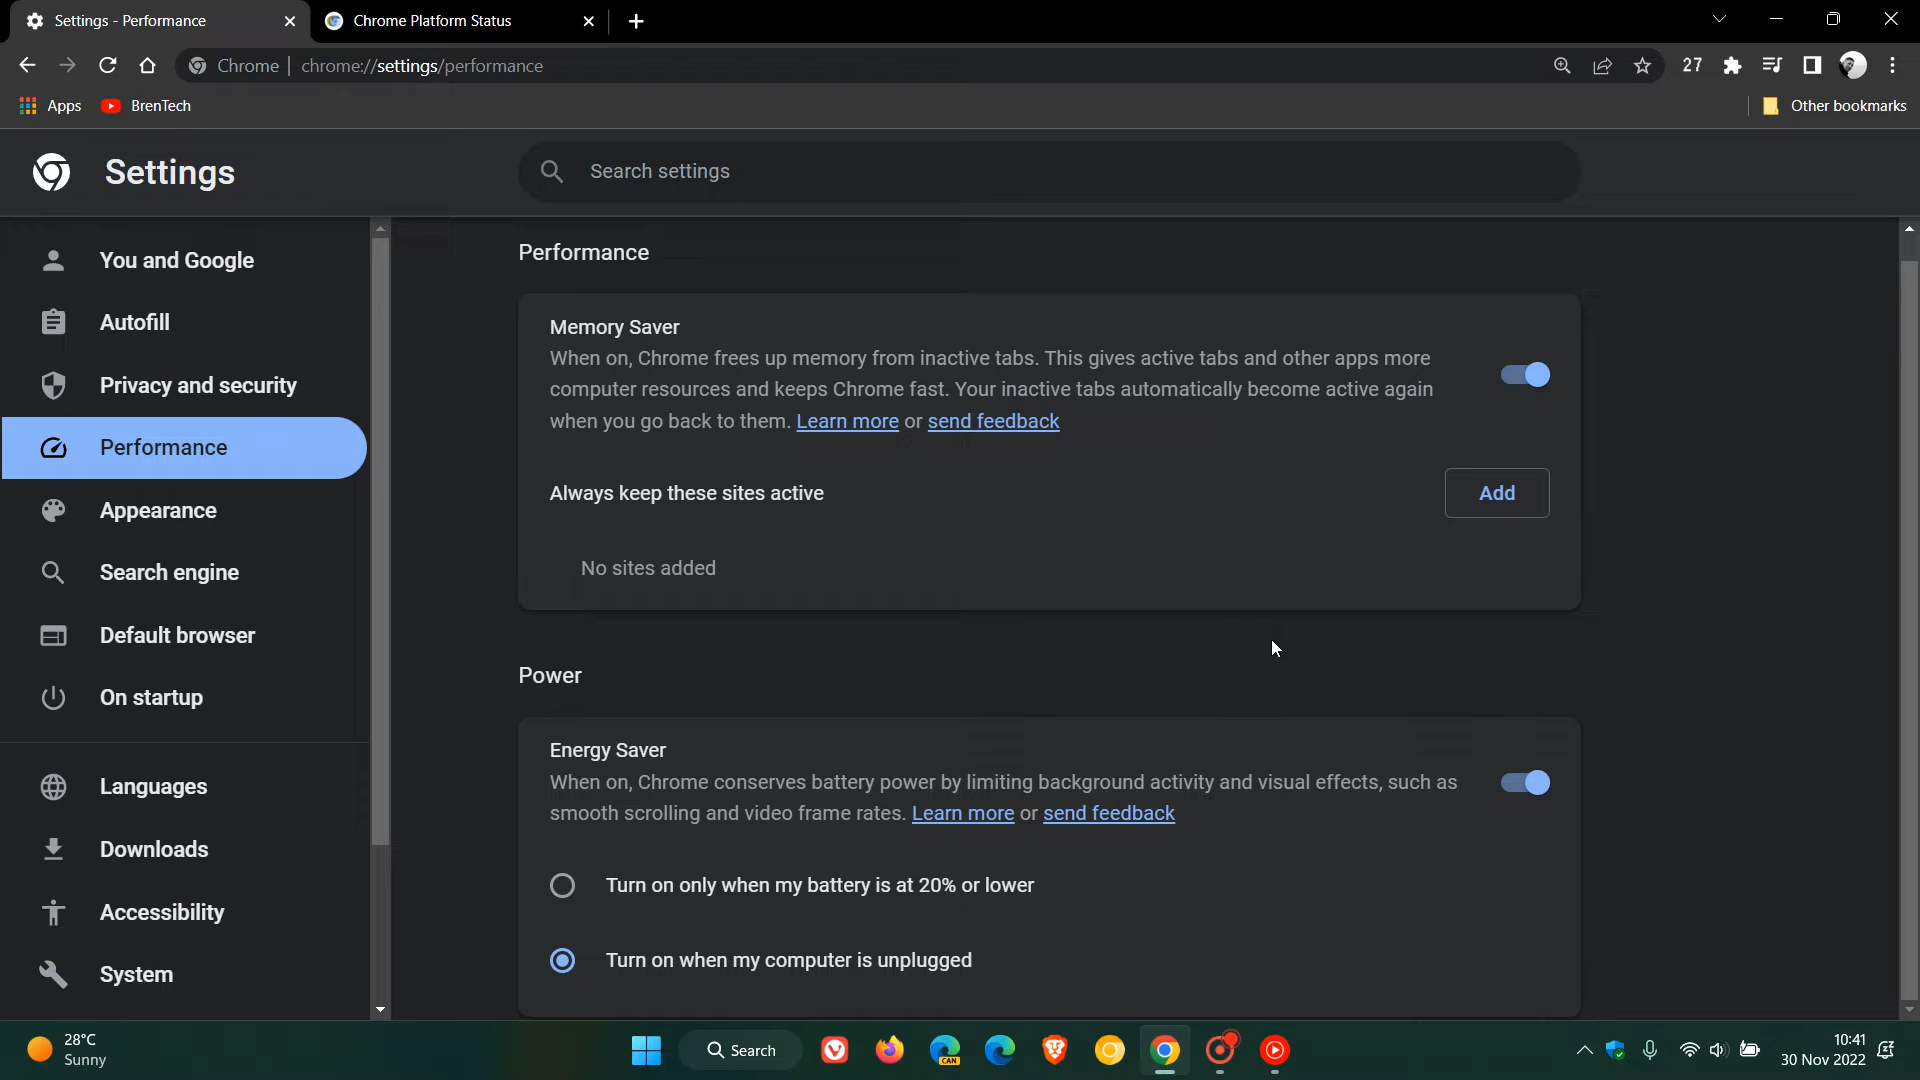 Settings - Performance
Chrome Platform Status
Chrome
chrome://settings/performance
27
Apps
BrenTech
Other bookmarks
Settings
Search settings
You and Google
Autofill
Privacy and security
Performance
Appearance
Search engine
Default browser
On startup
Languages
Downloads
Accessibility
System
Performance
Memory Saver
When on, Chrome frees up memory from inactive tabs. This gives active tabs and other apps more
computer resources and keeps Chrome fast. Your inactive tabs automatically become active again
when you go back to them. Learn more or send feedback
Always keep these sites active
Add
No sites added
Power
Energy Saver
When on, Chrome conserves battery power by limiting background activity and visual effects, such as
smooth scrolling and video frame rates. Learn more or send feedback
Turn on only when my battery is at 20% or lower
Turn on when my computer is unplugged
28°C
Sunny
Search
CAN
10:41
30 Nov 2022